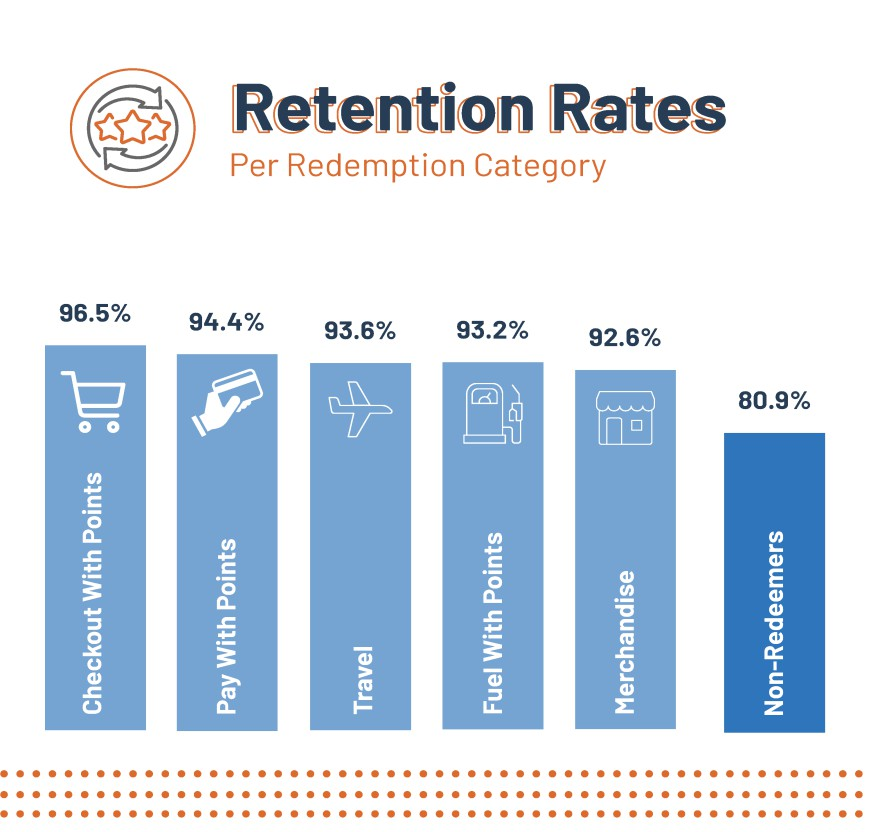 Retention Rates
Per Redemption Category
96.5%
94.4%
93.6%
93.2%
92.6%
80.9%
Checkout With Points
Pay With Points
Travel
Fuel With Points
Merchandise
Non-Redeemers